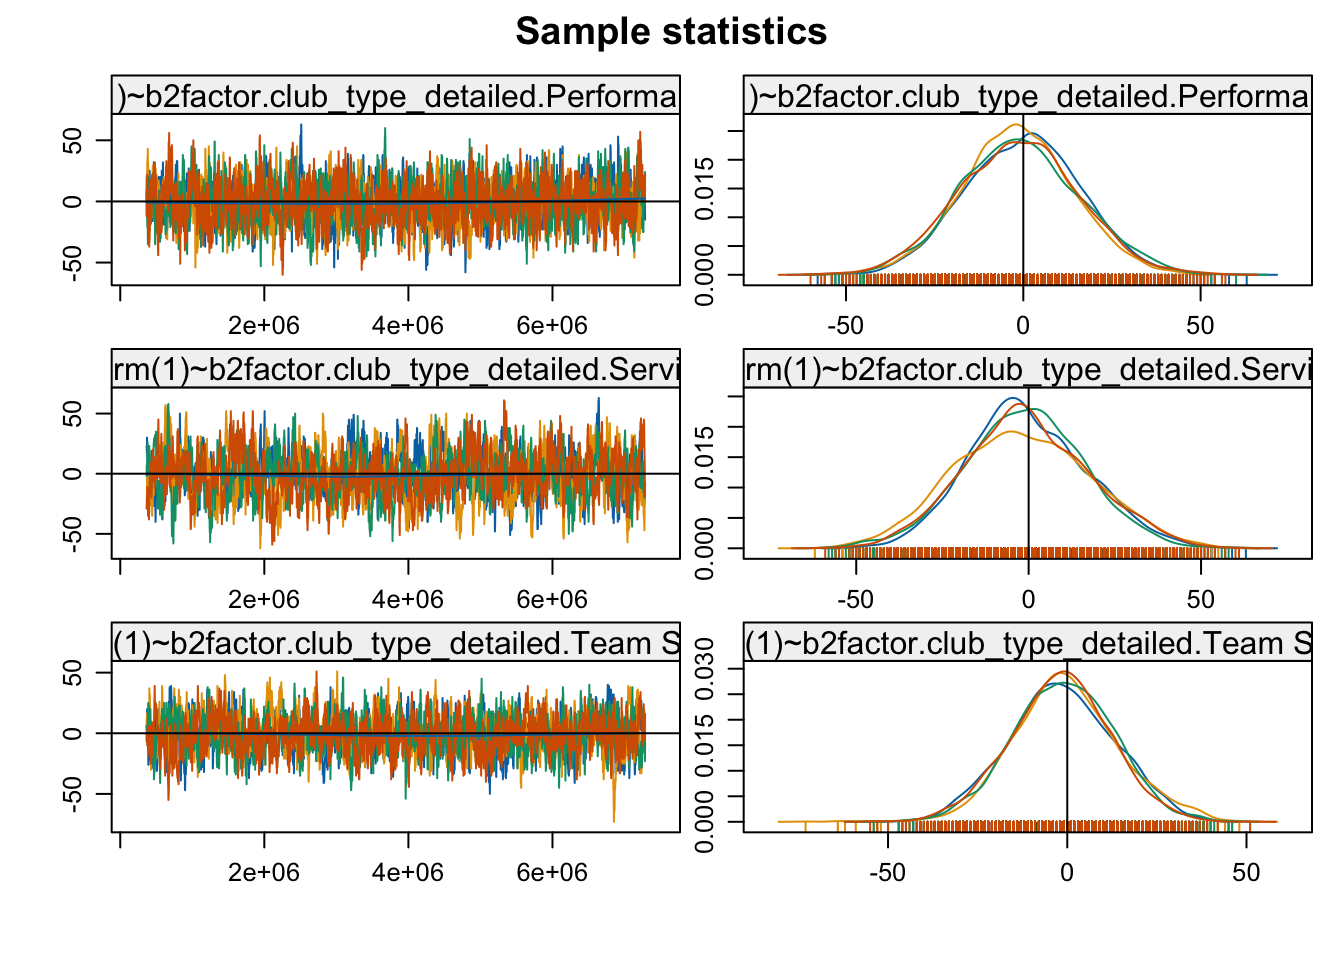 Sample statistics
)~b2factor.club_type_detailed.Performa
)~b2factor.club_type_detailed.Performa
50
0
-50
2e+06 4e+06 6e+06
0.015
0.000
-50 0 50
rm(1)~b2factor.club_type_detailed.Servi
rm(1)~b2factor.club_type_detailed.Servi
50
0
-50
2e+06 4e+06 6e+06
0.015
0.000
-50 0 50
(1)~b2factor.club_type_detailed.Team S
(1)~b2factor.club_type_detailed.Team S
50
0
-50
2e+06 4e+06 6e+06
0.030
0.015
0.000
-50 0 50